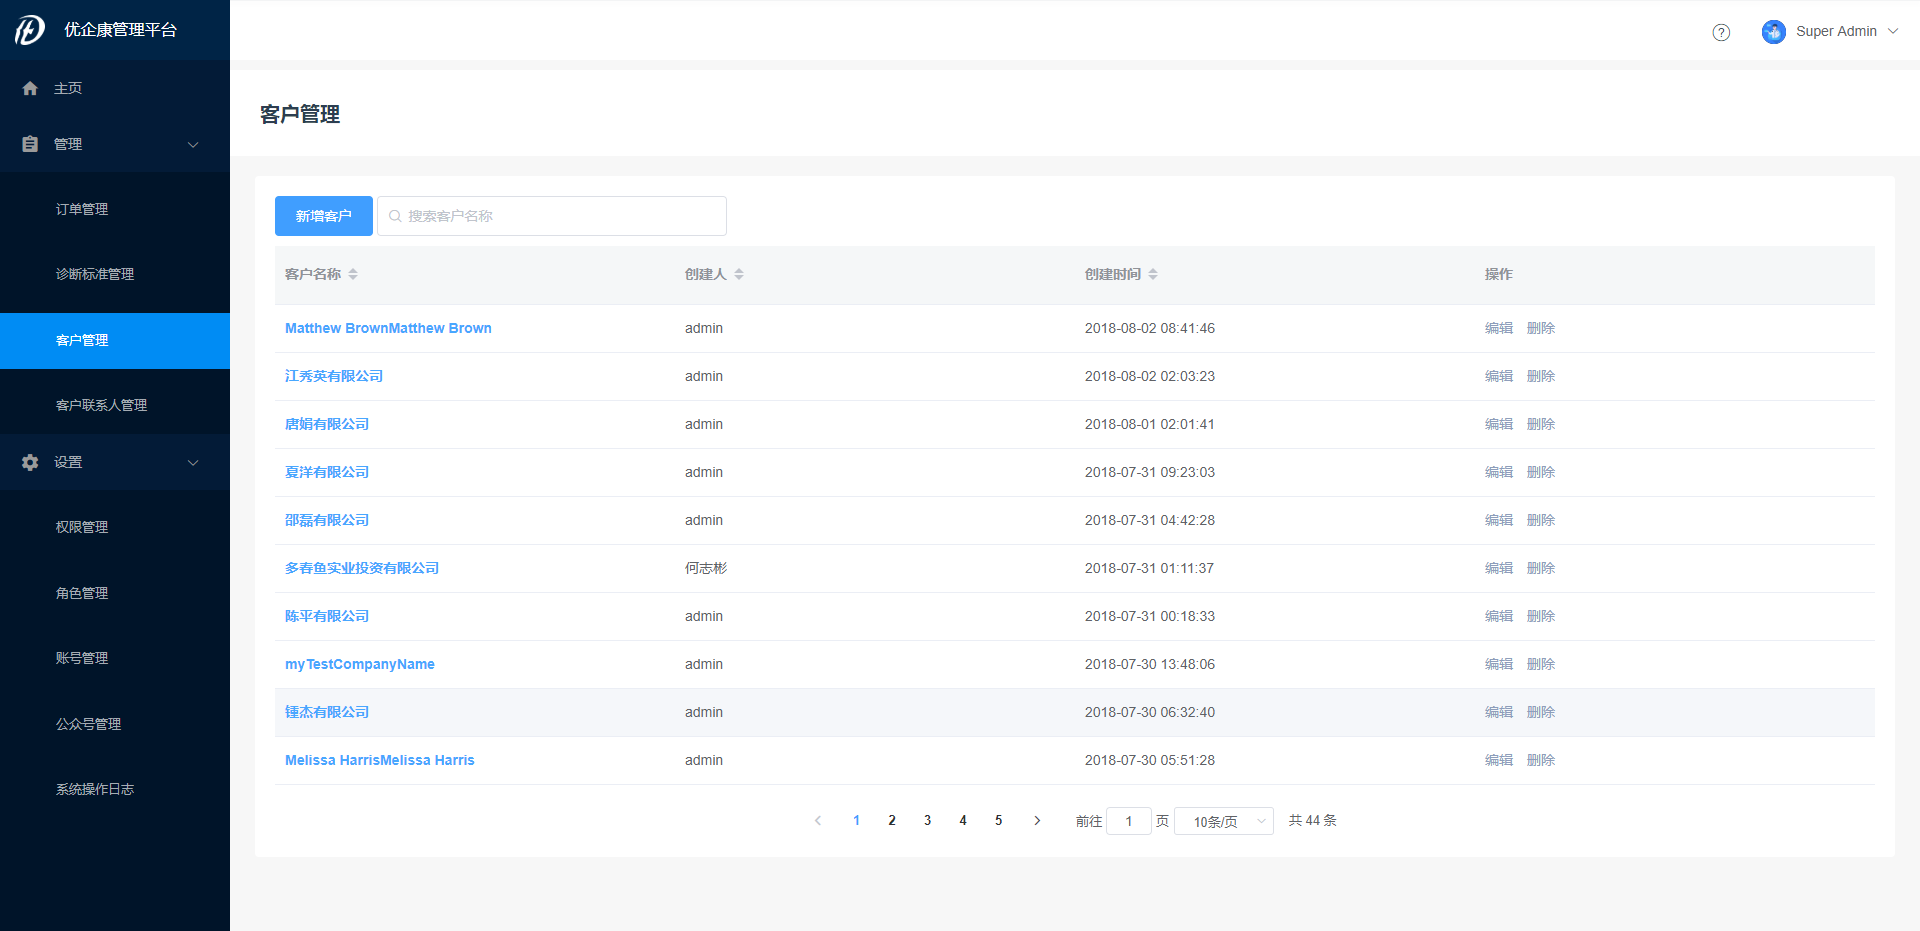 优企康管理平台
Super Admin
主页
管理
订单管理
诊断标准管理
客户管理
客户联系人管理
设置
权限管理
角色管理
账号管理
公众号管理
系统操作日志
客户管理
新增客户 搜索客户名称
客户名称 创建人 创建时间 操作
Matthew BrownMatthew Brown admin 2018-08-02 08:41:46 编辑 删除
江秀英有限公司 admin 2018-08-02 02:03:23 编辑 删除
唐娟有限公司 admin 2018-08-01 02:01:41 编辑 删除
夏洋有限公司 admin 2018-07-31 09:23:03 编辑 删除
邵磊有限公司 admin 2018-07-31 04:42:28 编辑 删除
多春鱼实业投资有限公司 何志彬 2018-07-31 01:11:37 编辑 删除
陈平有限公司 admin 2018-07-31 00:18:33 编辑 删除
myTestCompanyName admin 2018-07-30 13:48:06 编辑 删除
锺杰有限公司 admin 2018-07-30 06:32:40 编辑 删除
Melissa HarrisMelissa Harris admin 2018-07-30 05:51:28 编辑 删除
1 2 3 4 5 前往 1 页 10条/页 共 44 条